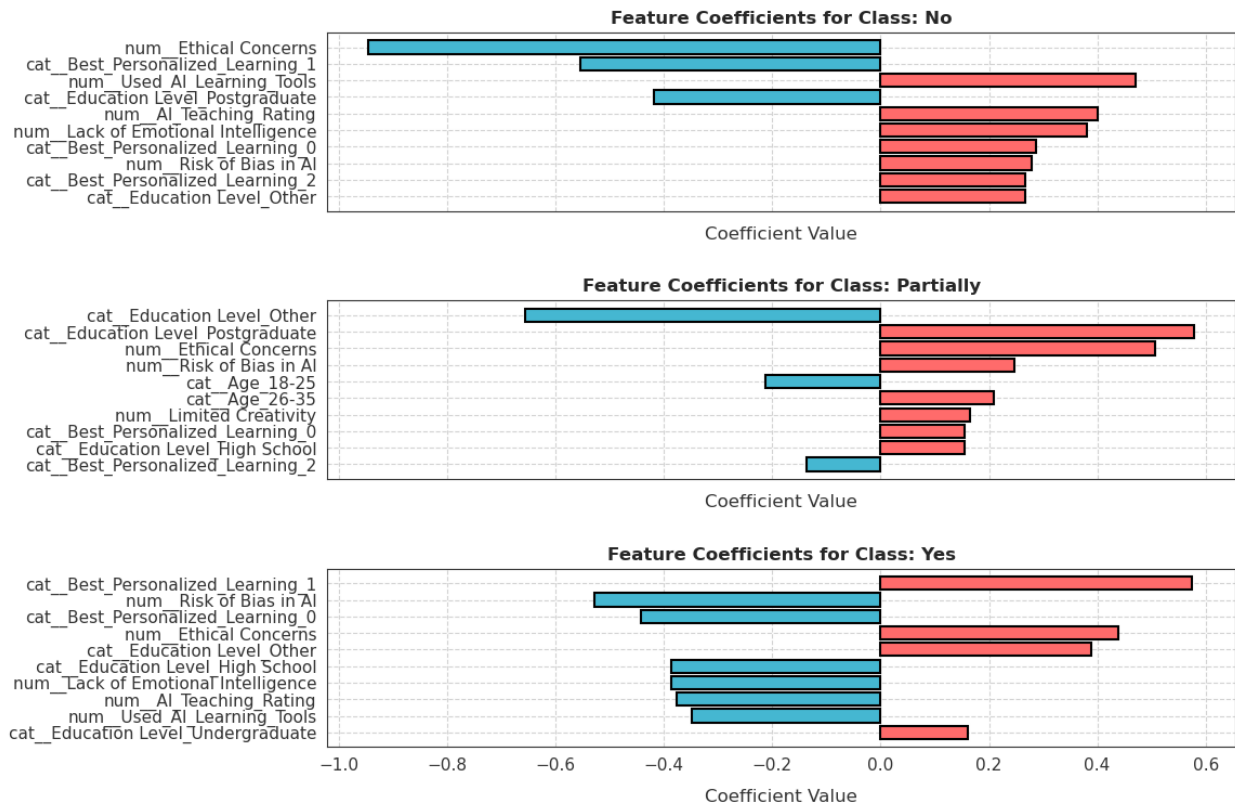 Feature Coefficients for Class: No
num__Ethical Concerns
cat__Best_Personalized_Learning_1
num__Used_AI_Learning_Tools
cat__Education Level_Postgraduate
num__AI_Teaching_Rating
num__Lack of Emotional Intelligence
cat__Best_Personalized_Learning_0
num__Risk of Bias in AI
cat__Best_Personalized_Learning_2
cat__Education Level_Other
Coefficient Value
Feature Coefficients for Class: Partially
cat__Education Level_Other
cat__Education Level_Postgraduate
num__Ethical Concerns
num__Risk of Bias in AI
cat__Age_18-25
cat__Age_26-35
num__Limited Creativity
cat__Best_Personalized_Learning_0
cat__Education Level_High School
cat__Best_Personalized_Learning_2
Coefficient Value
Feature Coefficients for Class: Yes
cat__Best_Personalized_Learning_1
num__Risk of Bias in AI
cat__Best_Personalized_Learning_0
num__Ethical Concerns
cat__Education Level_Other
cat__Education Level_High School
num__Lack of Emotional Intelligence
num__AI_Teaching_Rating
num__Used_AI_Learning_Tools
cat__Education Level_Undergraduate
−1.0 −0.8 −0.6 −0.4 −0.2 0.0 0.2 0.4 0.6
Coefficient Value